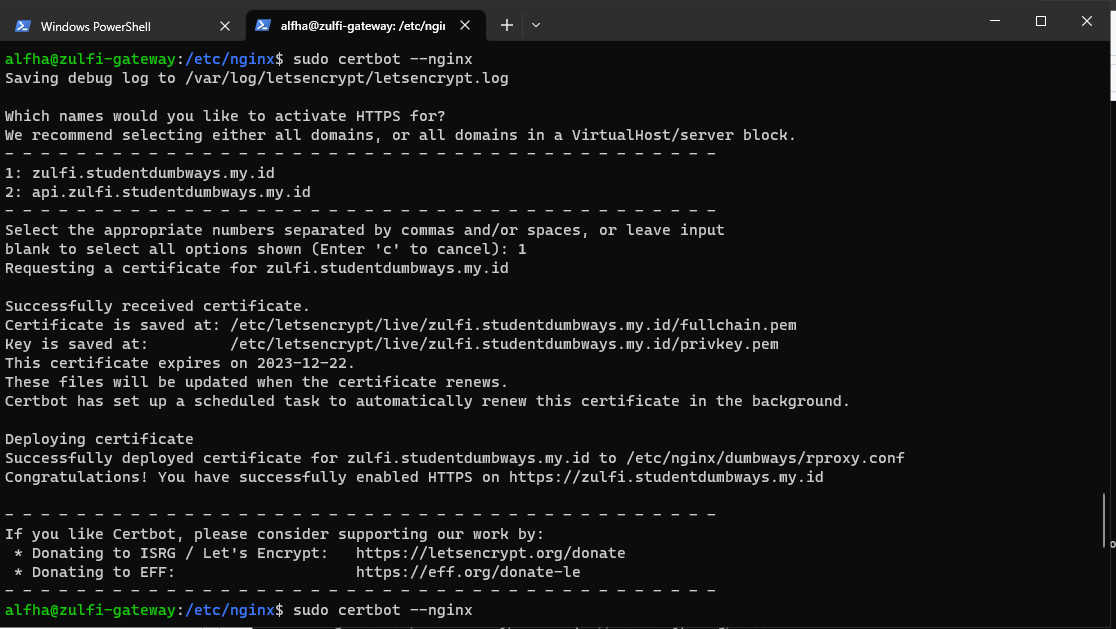 Windows PowerShell
alfha@zulfi-gateway: /etc/ngin
alfha@zulfi-gateway:/etc/nginx$ sudo certbot --nginx
Saving debug log to /var/log/letsencrypt/letsencrypt.log
Which names would you like to activate HTTPS for?
We recommend selecting either all domains, or all domains in a VirtualHost/server block.
- - - - - - - - - - - - - - - - - - - - - - - - - - - - - - - - - - - - - - - -
1: zulfi.studentdumbways.my.id
2: api.zulfi.studentdumbways.my.id
- - - - - - - - - - - - - - - - - - - - - - - - - - - - - - - - - - - - - - - -
Select the appropriate numbers separated by commas and/or spaces, or leave input
blank to select all options shown (Enter 'c' to cancel): 1
Requesting a certificate for zulfi.studentdumbways.my.id
Successfully received certificate.
Certificate is saved at: /etc/letsencrypt/live/zulfi.studentdumbways.my.id/fullchain.pem
Key is saved at:         /etc/letsencrypt/live/zulfi.studentdumbways.my.id/privkey.pem
This certificate expires on 2023-12-22.
These files will be updated when the certificate renews.
Certbot has set up a scheduled task to automatically renew this certificate in the background.
Deploying certificate
Successfully deployed certificate for zulfi.studentdumbways.my.id to /etc/nginx/dumbways/rproxy.conf
Congratulations! You have successfully enabled HTTPS on https://zulfi.studentdumbways.my.id
- - - - - - - - - - - - - - - - - - - - - - - - - - - - - - - - - - - - - - - -
If you like Certbot, please consider supporting our work by:
 * Donating to ISRG / Let's Encrypt:   https://letsencrypt.org/donate
 * Donating to EFF:                    https://eff.org/donate-le
- - - - - - - - - - - - - - - - - - - - - - - - - - - - - - - - - - - - - - - -
alfha@zulfi-gateway:/etc/nginx$ sudo certbot --nginx